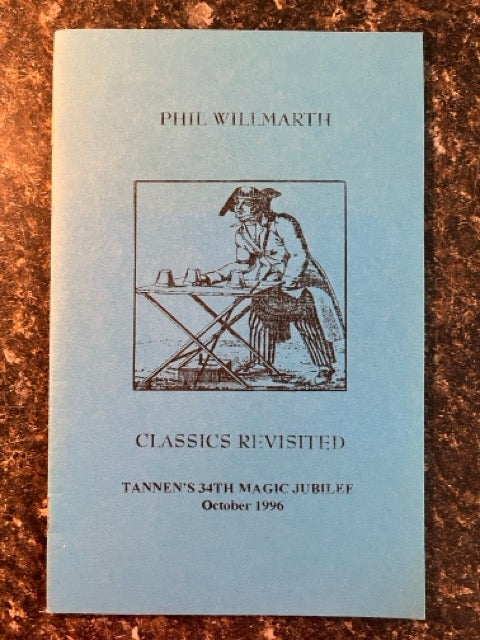 PHIL WILLMARTH
CLASSICS REVISITED
TANNEN'S 34TH MAGIC JUBILEE
October 1996